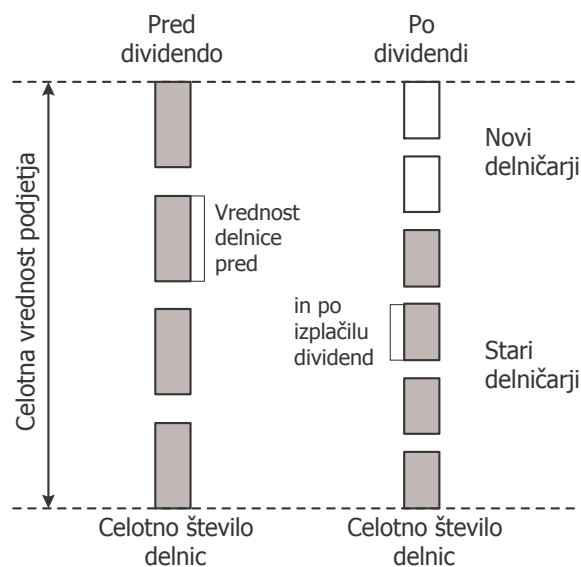 Pred
dividendo
Po
dividendi
Celotna vrednost podjetja
Vrednost
delnice
pred
in po
izplačilu
dividend
Novi
delničarji
Stari
delničarji
Celotno število
delnic
Celotno število
delnic